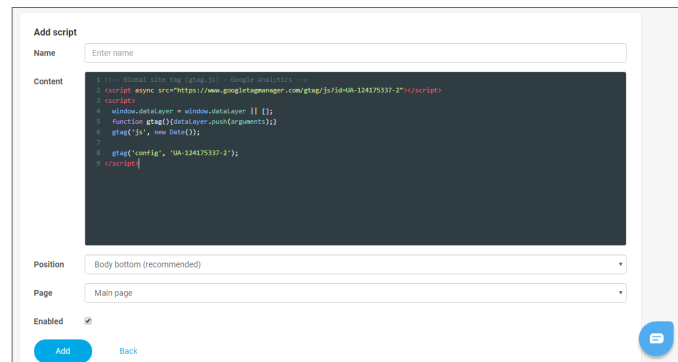 Add script
Name Enter name
Content
1 <!-- Global site tag (gtag.js) - Google Analytics -->
2 <script async src="https://www.googletagmanager.com/gtag/js?id=UA-124175337-2"></script>
3 <script>
4 window.dataLayer = window.dataLayer || [];
5 function gtag(){dataLayer.push(arguments);}
6 gtag('js', new Date());
7
8 gtag('config', 'UA-124175337-2');
9 </script>
Position Body bottom (recommended)
Page Main page
Enabled
Add Back